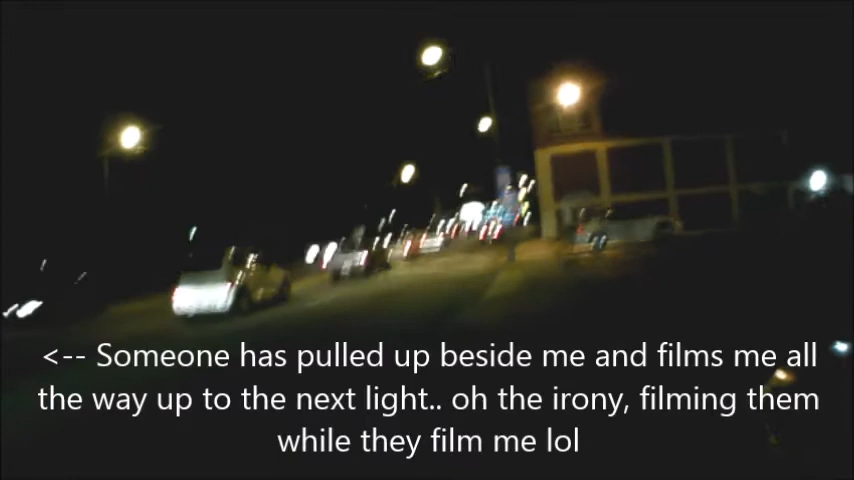 <-- Someone has pulled up beside me and films me all
the way up to the next light.. oh the irony, filming them
while they film me lol